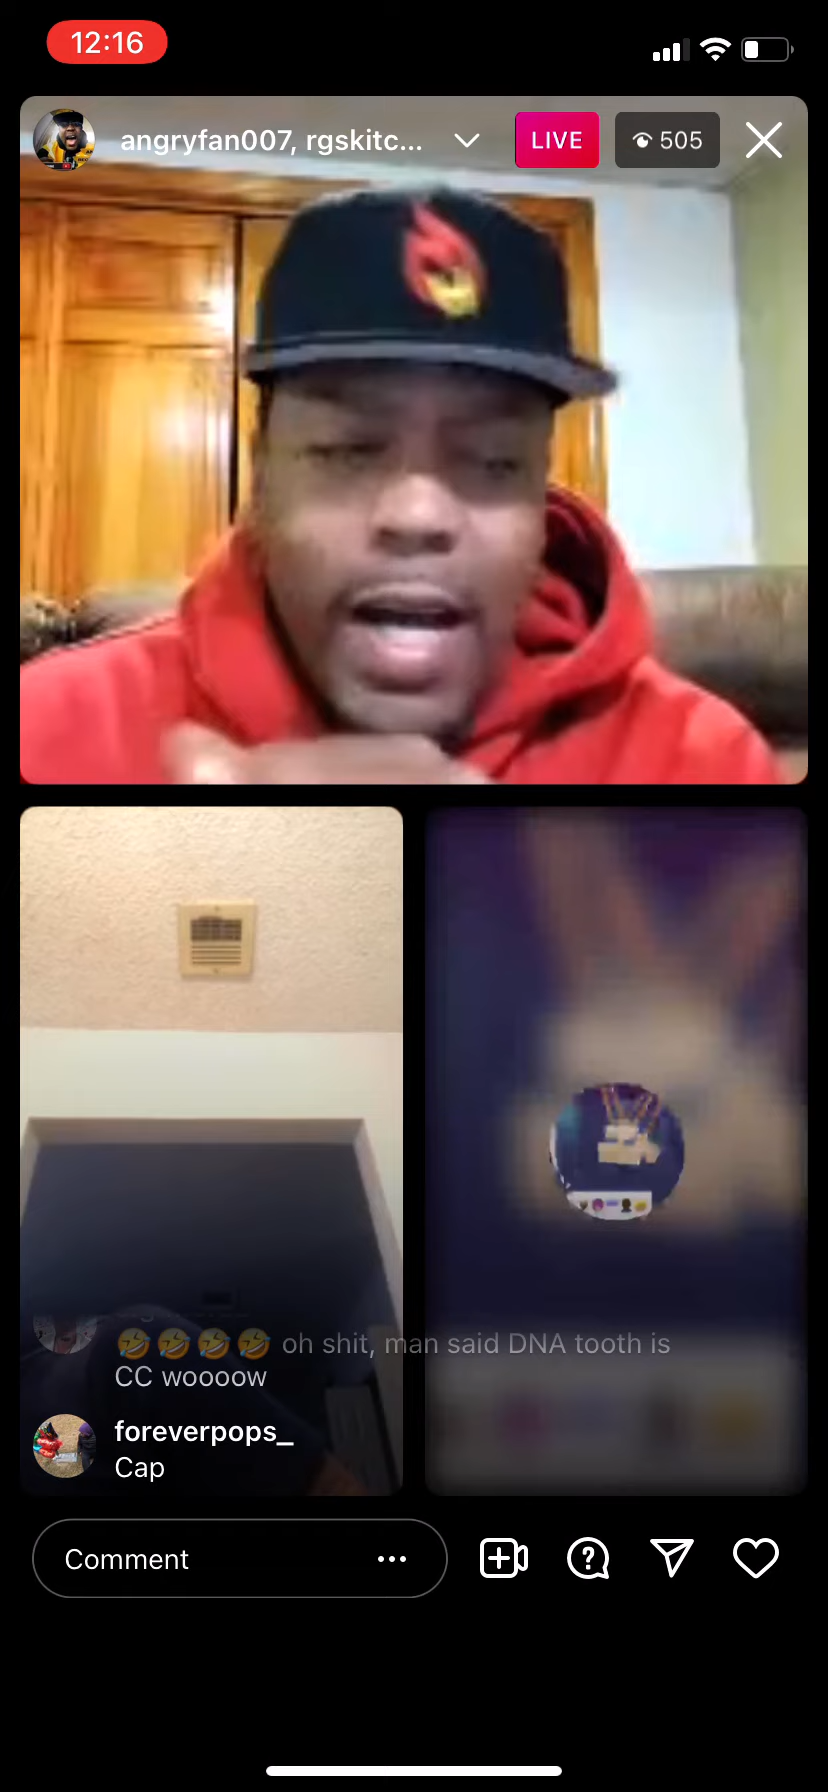 12:16
angryfan007, rgskitc...
LIVE
505
🤣🤣🤣🤣 oh shit, man said DNA tooth is
CC woooow
foreverpops_
Cap
Comment